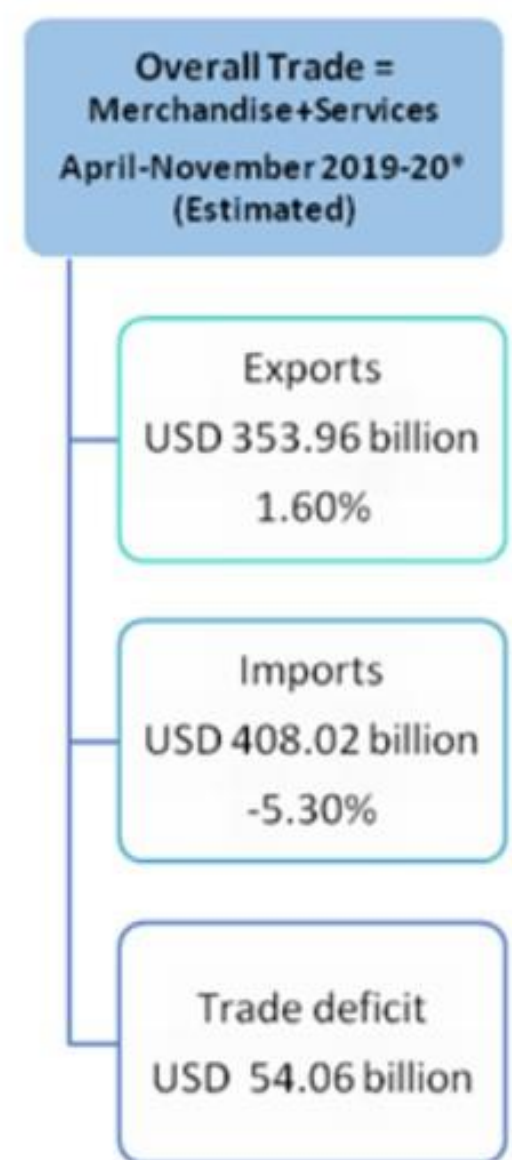 Overall Trade =
Merchandise+Services
April-November 2019-20*
(Estimated)
Exports
USD 353.96 billion
1.60%
Imports
USD 408.02 billion
-5.30%
Trade deficit
USD 54.06 billion